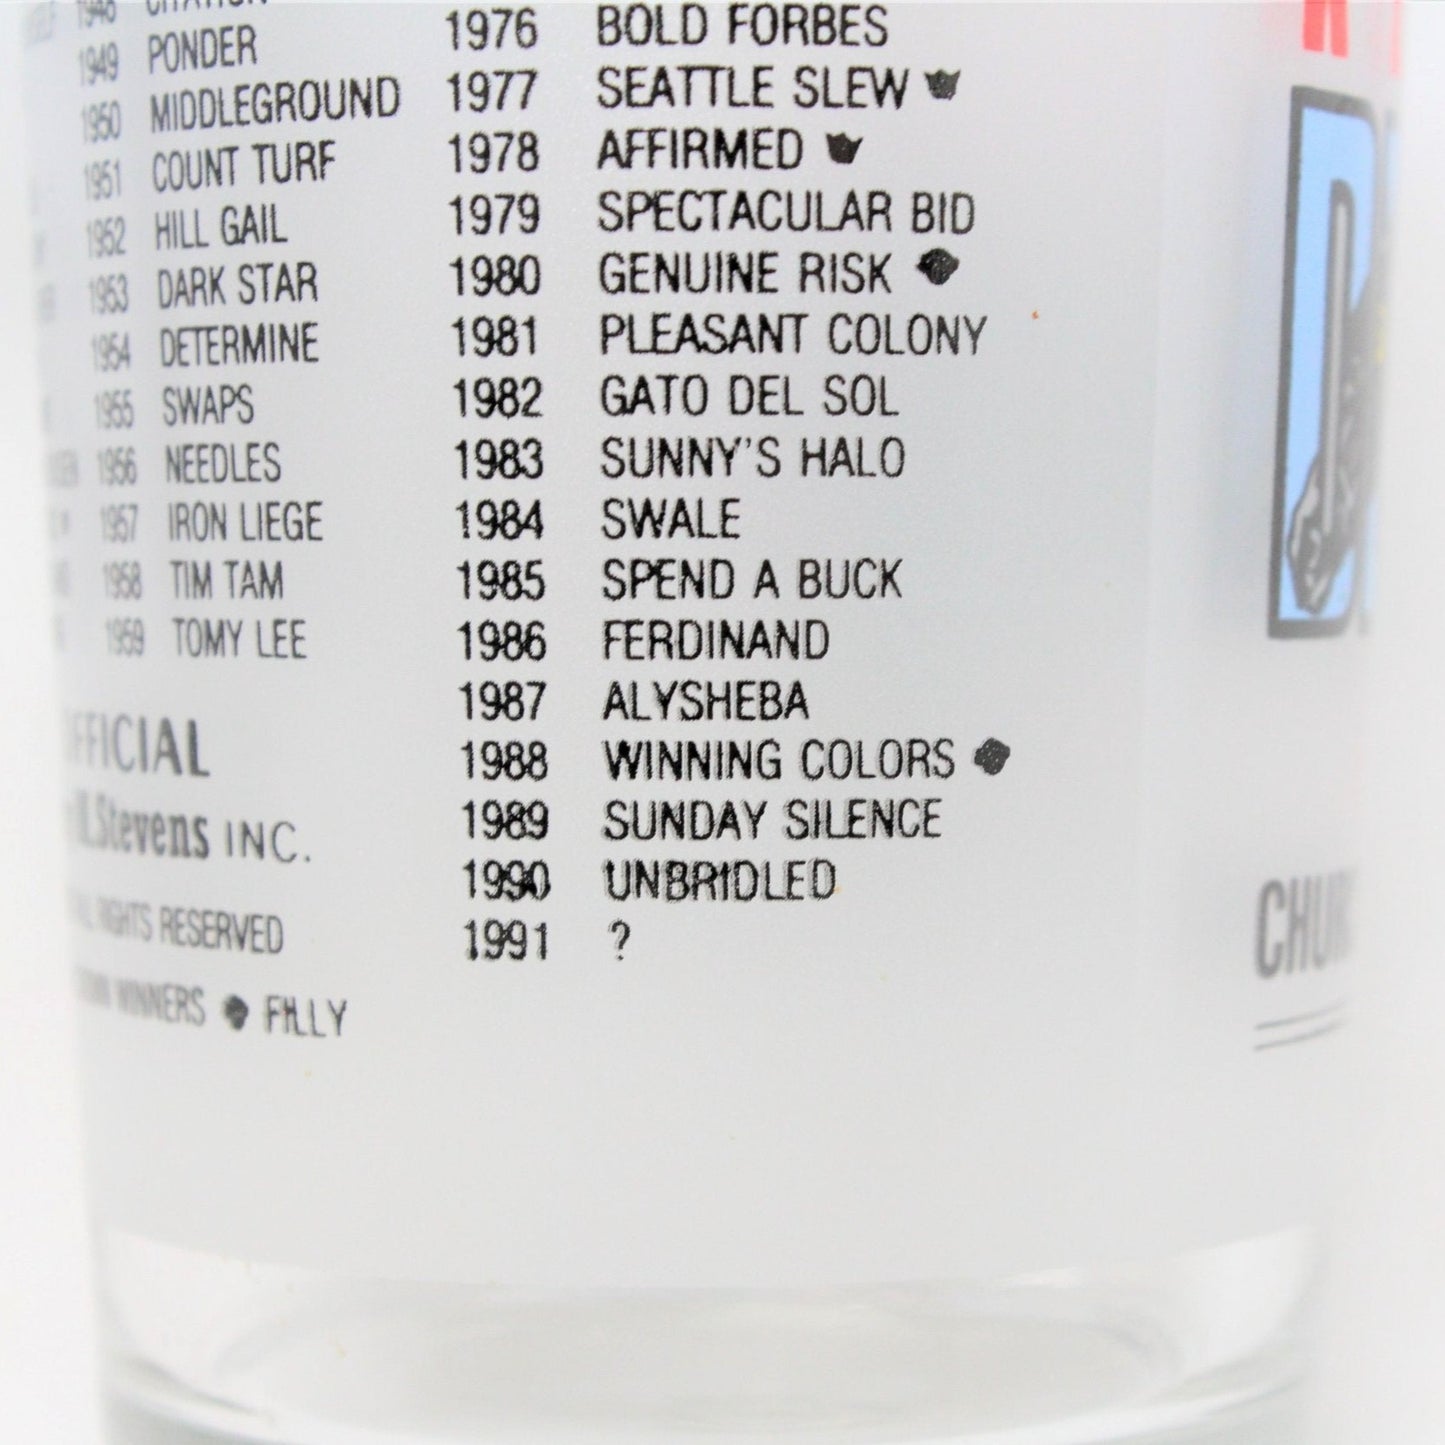 1949 PONDER
1950 MIDDLEGROUND
1951 COUNT TURF
1952 HILL GAIL
1953 DARK STAR
1954 DETERMINE
1955 SWAPS
1956 NEEDLES
1957 IRON LIEGE
1958 TIM TAM
1959 TOMY LEE
FFICIAL
Stevens INC.
RIGHTS RESERVED
WINNERS FILLY
1976 BOLD FORBES
1977 SEATTLE SLEW
1978 AFFIRMED
1979 SPECTACULAR BID
1980 GENUINE RISK
1981 PLEASANT COLONY
1982 GATO DEL SOL
1983 SUNNY'S HALO
1984 SWALE
1985 SPEND A BUCK
1986 FERDINAND
1987 ALYSHEBA
1988 WINNING COLORS
1989 SUNDAY SILENCE
1990 UNBRIDLED
1991 ?
D
CHUR